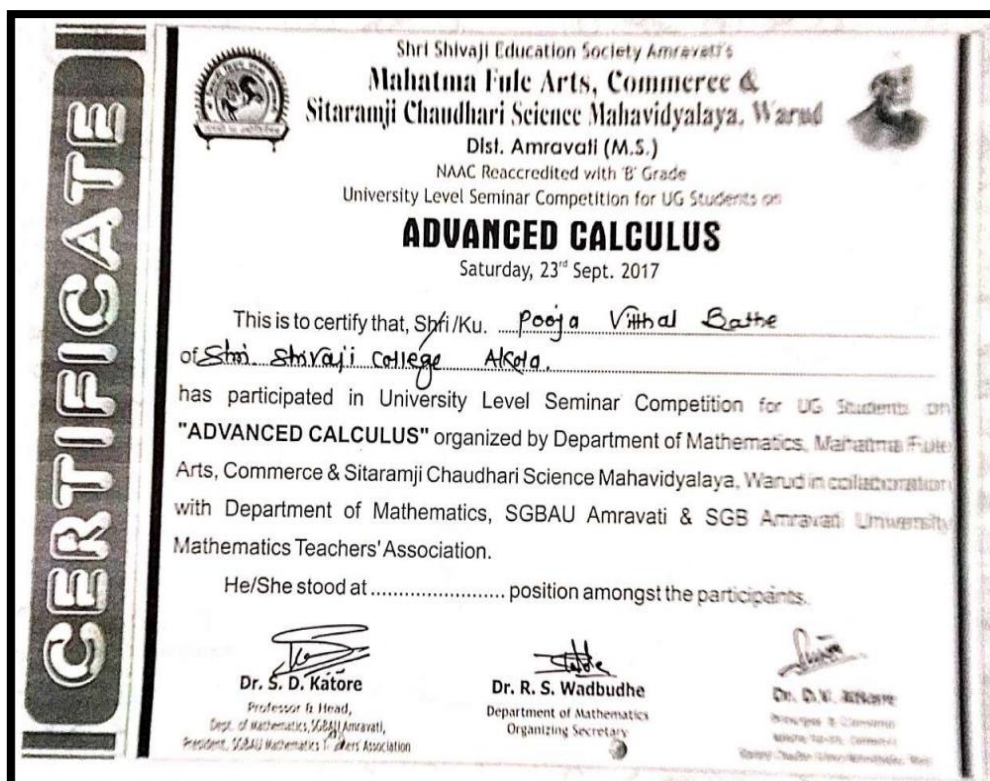 CERTIFICATE
Shri Shivaji Education Society Amravati's
Mahatma Fule Arts, Commerce &
Sitaramji Chaudhari Science Mahavidyalaya, Warud
Dist. Amravati (M.S.)
NAAC Reaccredited with 'B' Grade
University Level Seminar Competition for UG Students on
ADVANCED CALCULUS
Saturday, 23rd Sept. 2017
This is to certify that, Shri/Ku. Pooja Vitthal Bathe
of Shri. Shivaji College Akola.
has participated in University Level Seminar Competition for UG Students on
"ADVANCED CALCULUS" organized by Department of Mathematics, Mahatma Fule
Arts, Commerce & Sitaramji Chaudhari Science Mahavidyalaya, Warud in collaboration
with Department of Mathematics, SGBAU Amravati & SGB Amravati University
Mathematics Teachers' Association.
He/She stood at ........................ position amongst the participants.
Dr. S. D. Katore
Professor & Head,
Dept. of Mathematics, SGBAU Amravati,
President, SGBAU Mathematics Teachers Association
Dr. R. S. Wadbudhe
Department of Mathematics
Organizing Secretary
Dr. D.V.